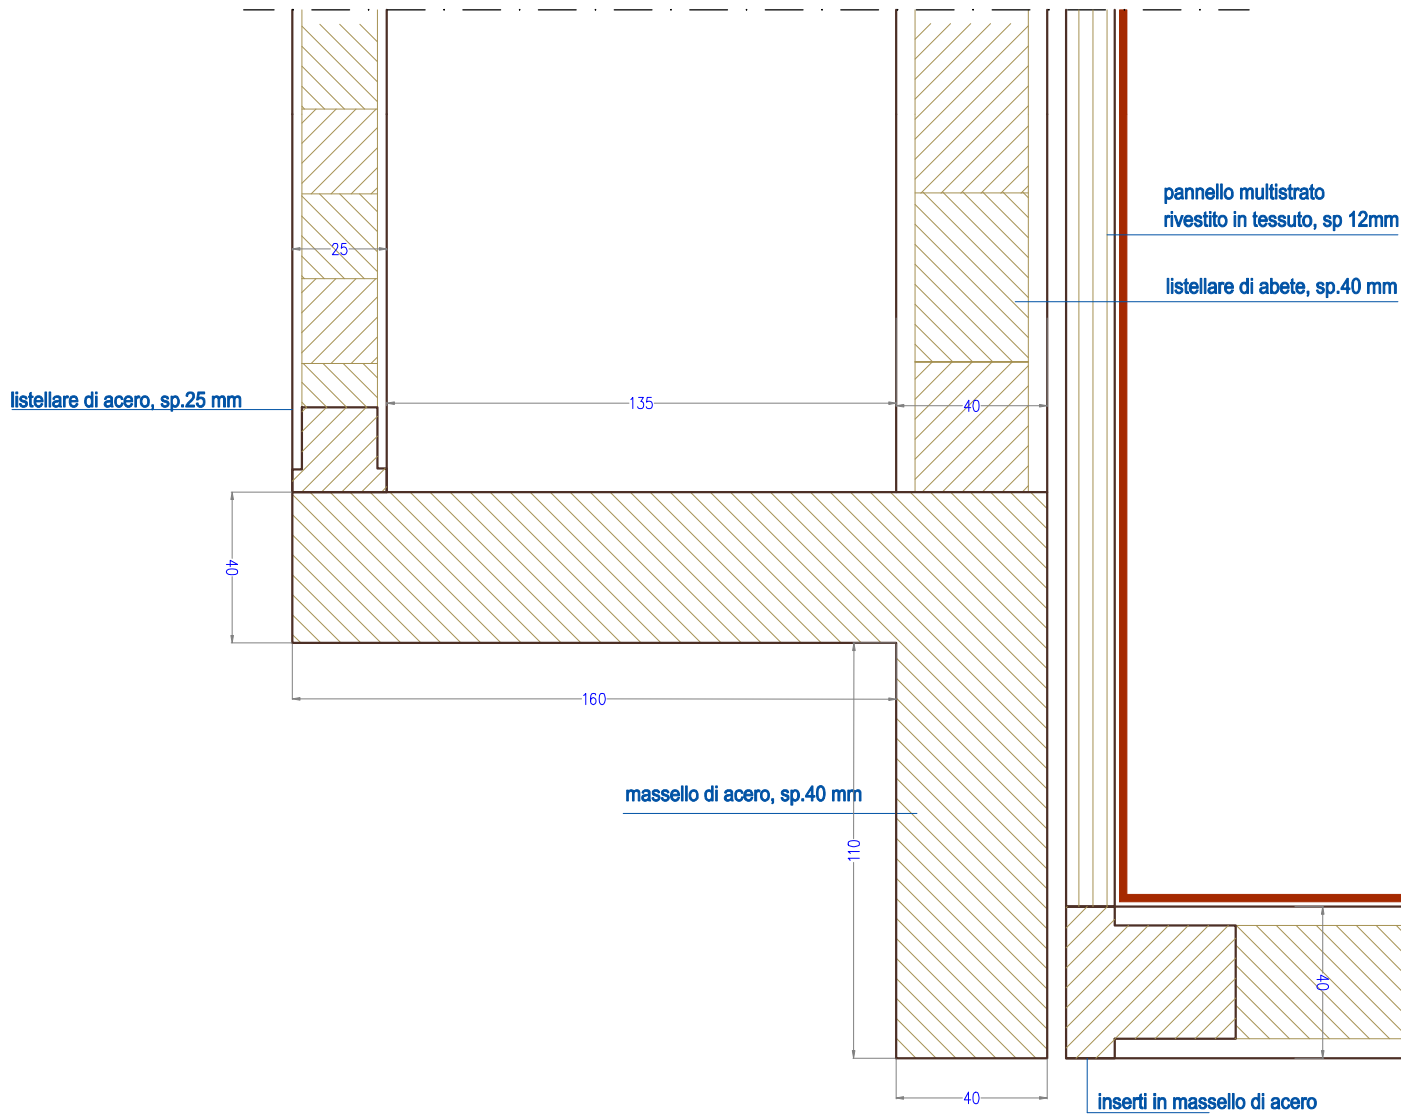 pannello multistrato
rivestito in tessuto, sp 12mm
25
listellare di abete, sp.40 mm
listellare di acero, sp.25 mm
135
40
40
160
massello di acero, sp.40 mm
110
40
40
inserti in massello di acero